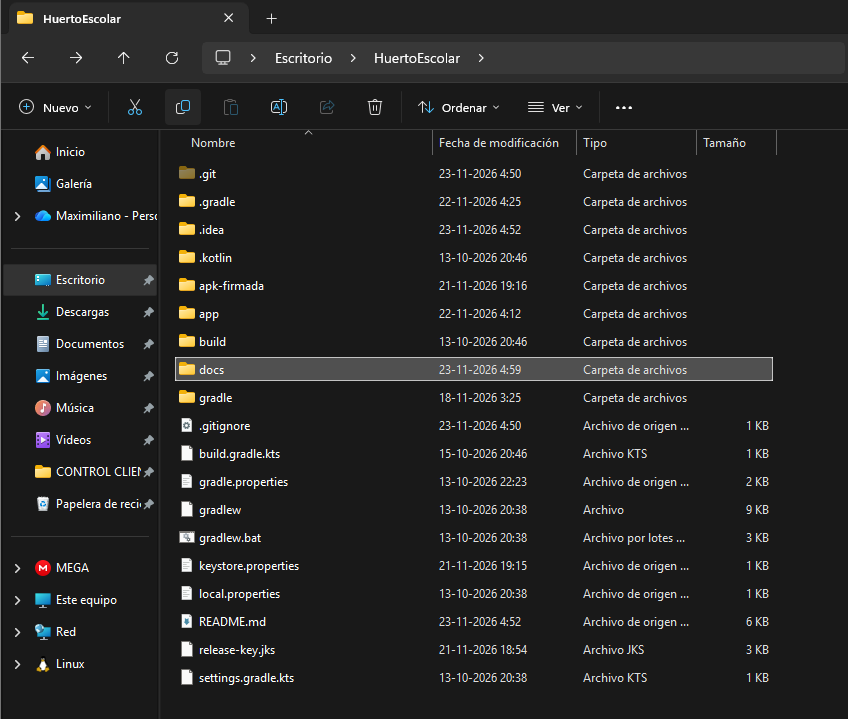 HuertoEscolar
Escritorio HuertoEscolar
Nuevo Ordenar Ver
Nombre Fecha de modificación Tipo Tamaño
Inicio
Galería
Maximiliano - Perso
Escritorio
Descargas
Documentos
Imágenes
Música
Videos
CONTROL CLIEN
Papelera de reci
MEGA
Este equipo
Red
Linux
.git 23-11-2026 4:50 Carpeta de archivos
.gradle 22-11-2026 4:25 Carpeta de archivos
.idea 23-11-2026 4:52 Carpeta de archivos
.kotlin 13-10-2026 20:46 Carpeta de archivos
apk-firmada 21-11-2026 19:16 Carpeta de archivos
app 22-11-2026 4:12 Carpeta de archivos
build 13-10-2026 20:46 Carpeta de archivos
docs 23-11-2026 4:59 Carpeta de archivos
gradle 18-11-2026 3:25 Carpeta de archivos
.gitignore 23-11-2026 4:50 Archivo de origen ... 1 KB
build.gradle.kts 15-10-2026 20:46 Archivo KTS 1 KB
gradle.properties 13-10-2026 22:23 Archivo de origen ... 2 KB
gradlew 13-10-2026 20:38 Archivo 9 KB
gradlew.bat 13-10-2026 20:38 Archivo por lotes ... 3 KB
keystore.properties 21-11-2026 19:15 Archivo de origen ... 1 KB
local.properties 13-10-2026 20:38 Archivo de origen ... 1 KB
README.md 23-11-2026 4:52 Archivo de origen ... 6 KB
release-key.jks 21-11-2026 18:54 Archivo JKS 3 KB
settings.gradle.kts 13-10-2026 20:38 Archivo KTS 1 KB